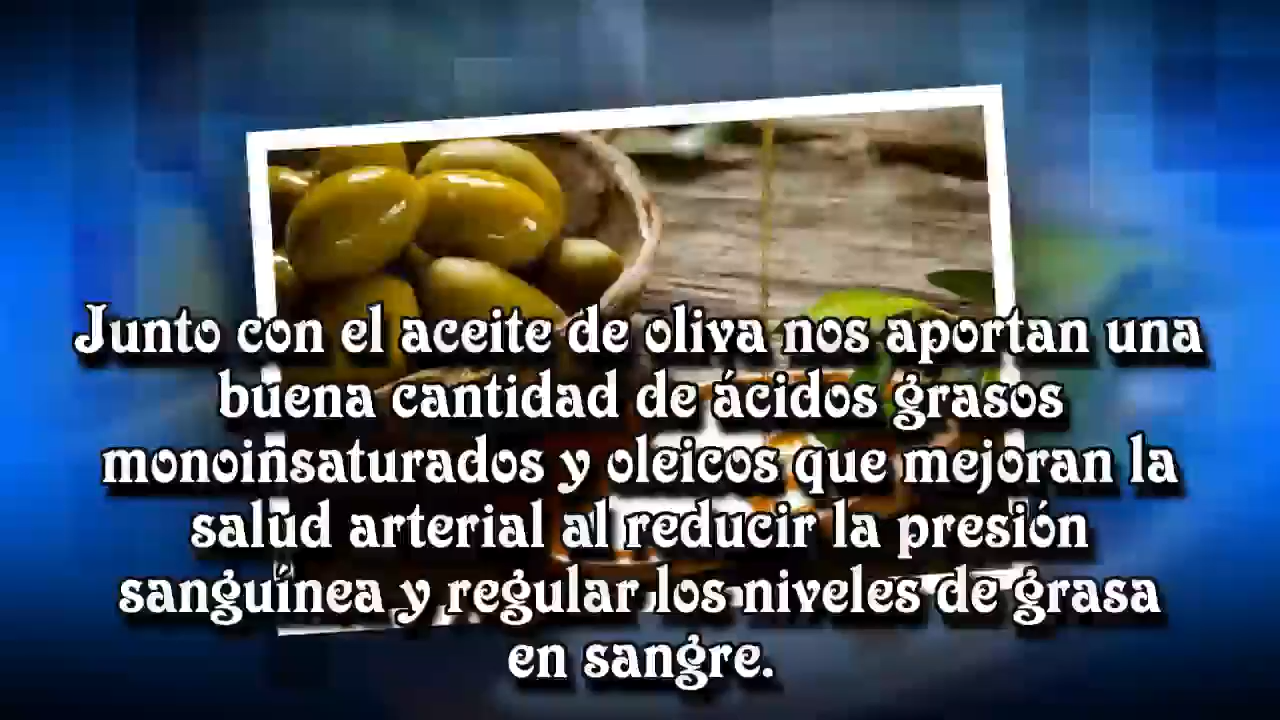 Junto con el aceite de oliva nos aportan una
buena cantidad de ácidos grasos
monoinsaturados y oleicos que mejoran la
salud arterial al reducir la presión
sanguínea y regular los niveles de grasa
en sangre.